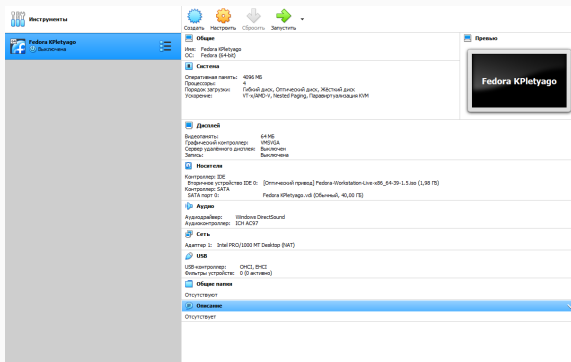 Инструменты
Создать Настроить Сбросить Запустить
Fedora KPletyago
Выключена
Общие
Имя: Fedora KPletyago
ОС: Fedora (64-bit)
Система
Оперативная память: 4096 МБ
Процессоры: 4
Порядок загрузки: Гибкий диск, Оптический диск, Жёсткий диск
Ускорение: VT-x/AMD-V, Nested Paging, Паравиртуализация KVM
Превью
Fedora KPletyago
Дисплей
Видеопамять: 64 МБ
Графический контроллер: VMSVGA
Сервер удалённого дисплея: Выключен
Запись: Выключена
Носители
Контроллер: IDE
Вторичное устройство IDE 0: [Оптический привод] Fedora-Workstation-Live-x86_64-39-1.5.iso (1,98 ГБ)
Контроллер: SATA
SATA порт 0: Fedora KPletyago.vdi (Обычный, 40,00 ГБ)
Аудио
Аудиодрайвер: Windows DirectSound
Аудиоконтроллер: ICH AC97
Сеть
Адаптер 1: Intel PRO/1000 MT Desktop (NAT)
USB
USB-контроллер: OHCI, EHCI
Фильтры устройств: 0 (0 активно)
Общие папки
Отсутствуют
Описание
Отсутствует